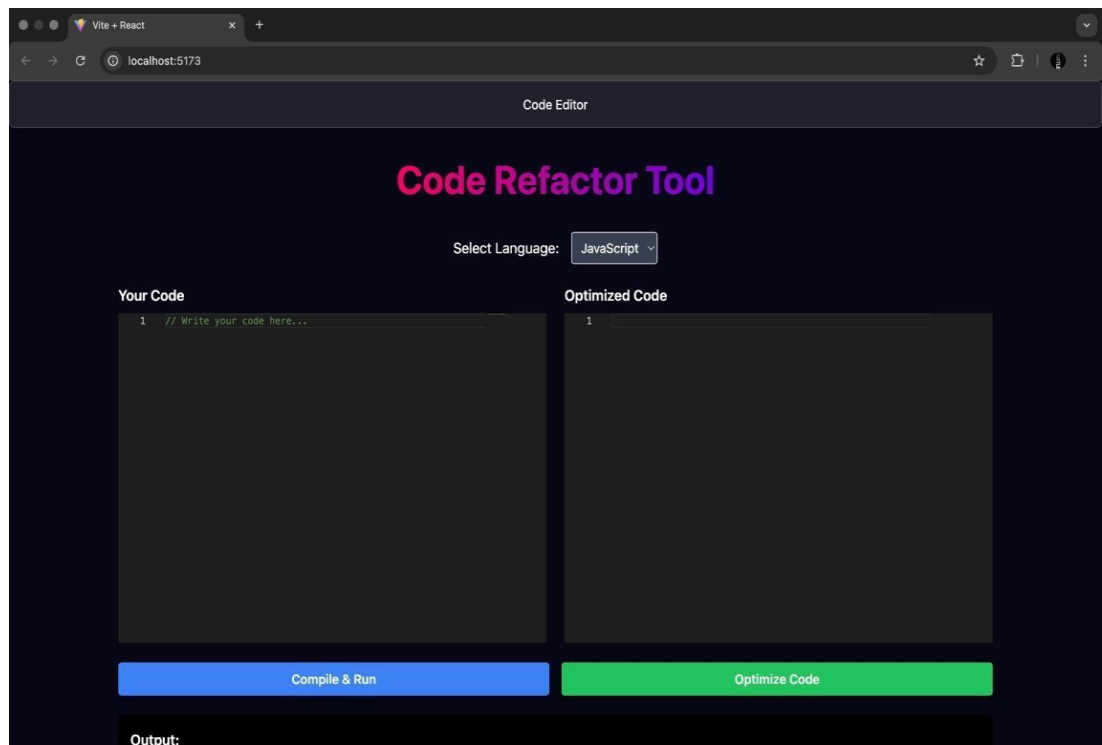 Vite + React
localhost:5173
Code Editor
Code Refactor Tool
Select Language: JavaScript
Your Code
1 // Write your code here...
Optimized Code
1
Compile & Run
Optimize Code
Output: